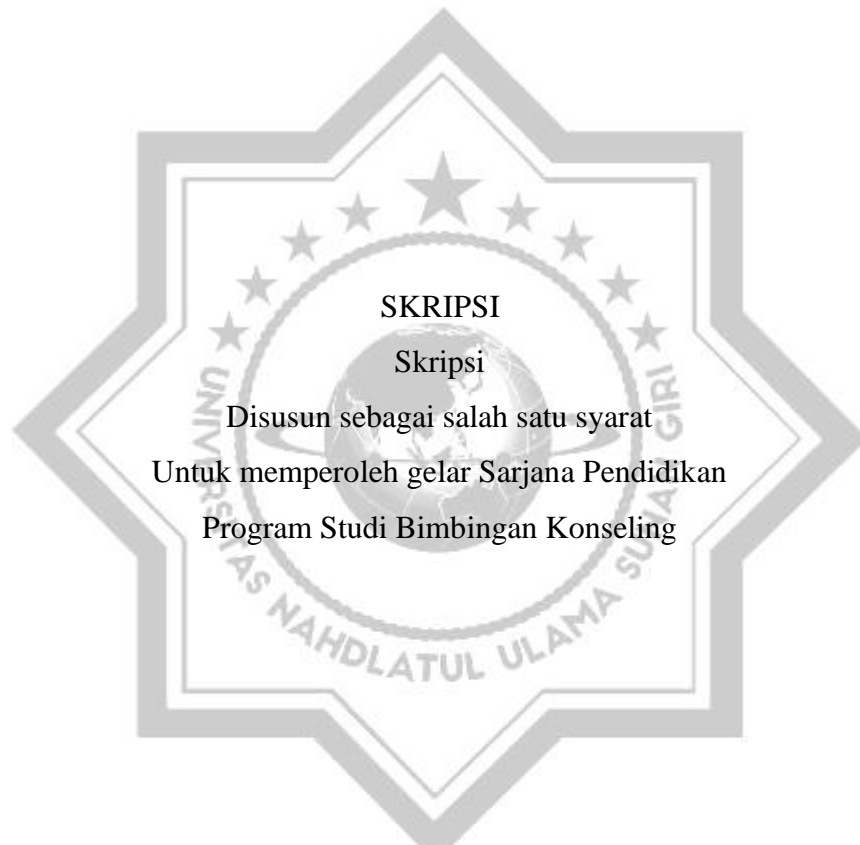 SKRIPSI
Skripsi
Disusun sebagai salah satu syarat
Untuk memperoleh gelar Sarjana Pendidikan
Program Studi Bimbingan Konseling
UNIVERSTAS NAHDLATUL ULAMA SUNAN GIRI